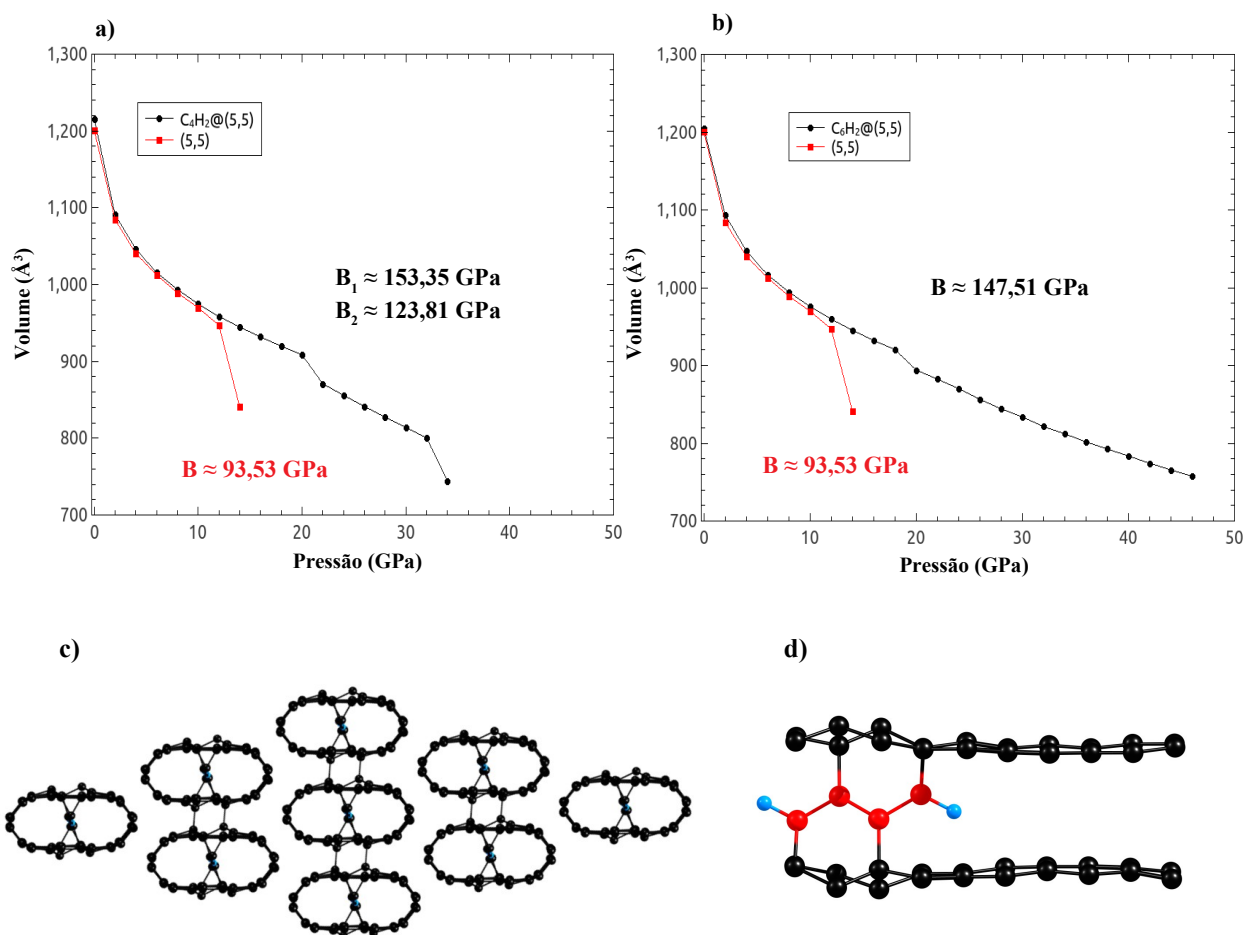 a)
1,300
1,200
1,100
1,000
900
800
700
0
10
20
30
40
50
Volume (Å³)
Pressão (GPa)
C₄H₂@(5,5)
(5,5)
B₁ ≈ 153,35 GPa
B₂ ≈ 123,81 GPa
B ≈ 93,53 GPa
b)
1,300
1,200
1,100
1,000
900
800
700
0
10
20
30
40
50
Volume (Å³)
Pressão (GPa)
C₆H₂@(5,5)
(5,5)
B ≈ 147,51 GPa
B ≈ 93,53 GPa
c)
d)